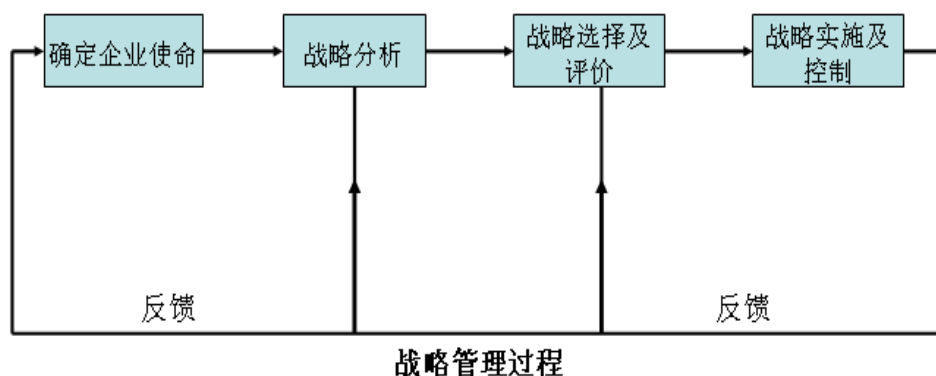 确定企业使命
战略分析
战略选择及
评价
战略实施及
控制
反馈
反馈
战略管理过程